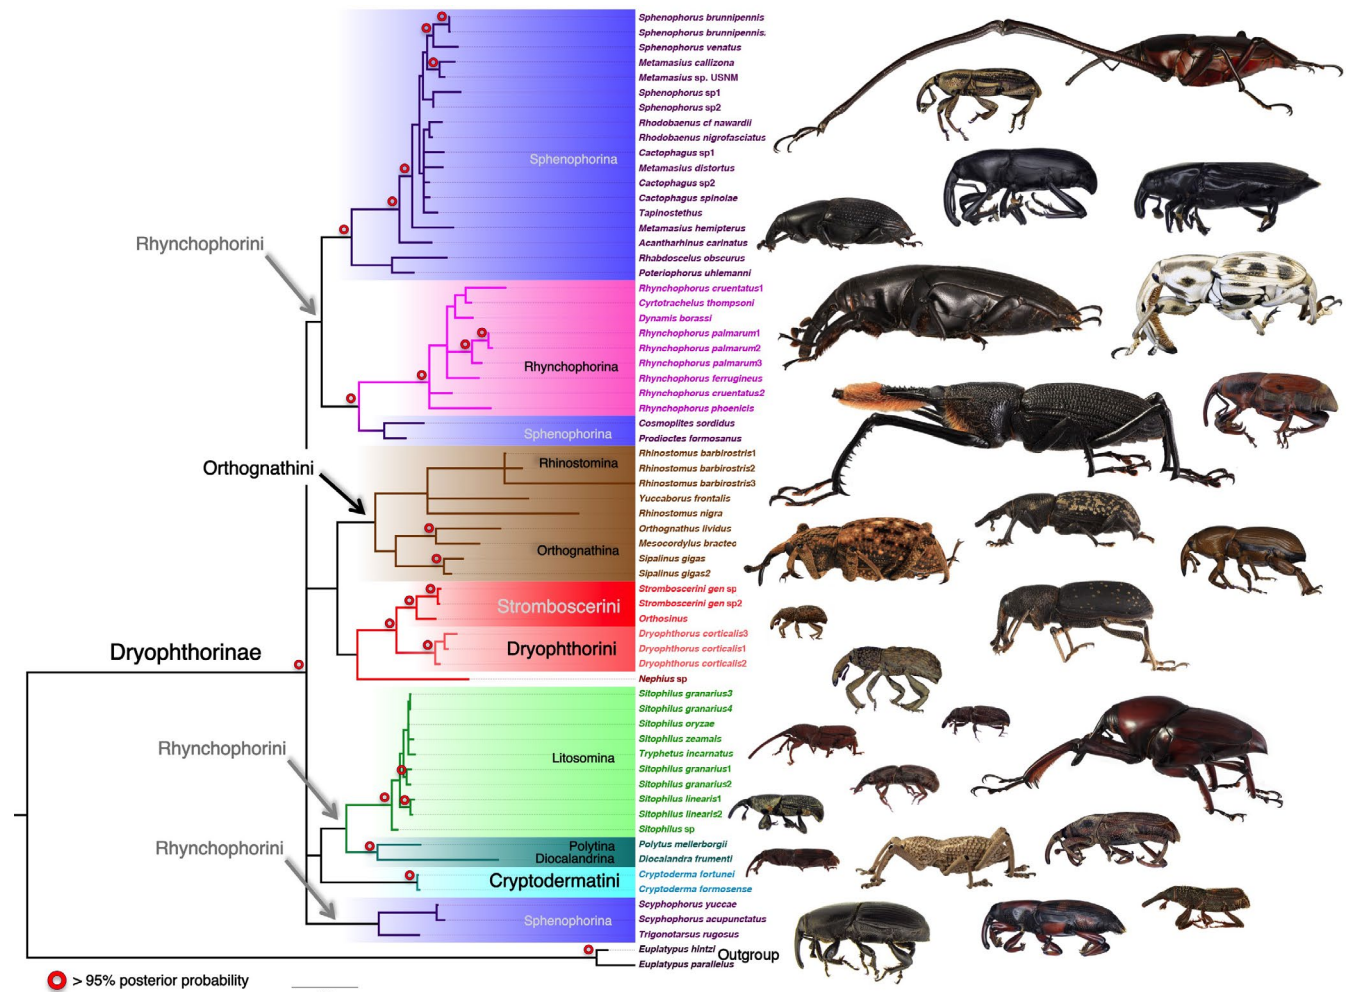 Sphenophorus brunnipennis
Sphenophorus brunnipennis.
Sphenophorus venatus
Metamasius callizona
Metamasius sp. USNM
Sphenophorus sp1
Sphenophorus sp2
Rhodobaenus cf nawardii
Rhodobaenus nigrofasciatus
Cactophagus sp1
Sphenophorina
Metamasius distortus
Cactophagus sp2
Cactophagus spinolae
Tapinostethus
Metamasius hemipterus
Rhynchophorini
Acantharhinus carinatus
Rhabdoscelus obscurus
Poteriophorus uhlemanni
Rhynchophorus cruentatus1
Cyrtotrachelus thompsoni
Dynamis borassi
Rhynchophorus palmarum1
Rhynchophorus palmarum2
Rhynchophorina
Rhynchophorus palmarum3
Rhynchophorus ferrugineus
Rhynchophorus cruentatus2
Rhynchophorus phoenicis
Cosmoplites sordidus
Sphenophorina
Prodioctes formosanus
Rhinostomus barbirostris1
Orthognathini
Rhinostomina
Rhinostomus barbirostris2
Rhinostomus barbirostris3
Yuccaborus frontalis
Rhinostomus nigra
Orthognathus lividus
Mesocordylus bractec
Orthognathina
Sipalinus gigas
Sipalinus gigas2
Stromboscerini gen sp
Stromboscerini
Stromboscerini gen sp2
Orthosinus
Dryophthorus corticalis3
Dryophthorinae
Dryophthorini
Dryophthorus corticalis1
Dryophthorus corticalis2
Nephius sp
Sitophilus granarius3
Sitophilus granarius4
Sitophilus oryzae
Rhynchophorini
Sitophilus zeamais
Litosomina
Tryphetus incarnatus
Sitophilus granarius1
Sitophilus granarius2
Sitophilus linearis1
Sitophilus linearis2
Sitophilus sp
Rhynchophorini
Polytina
Polytus mellerborgii
Diocalandrina
Diocalandra frumenti
Cryptodermatini
Cryptoderma fortunei
Cryptoderma formosense
Scyphophorus yuccae
Sphenophorina
Scyphophorus acupunctatus
Trigonotarsus rugosus
Euplatypus hintzi
Outgroup
Euplatypus parallelus
> 95% posterior probability